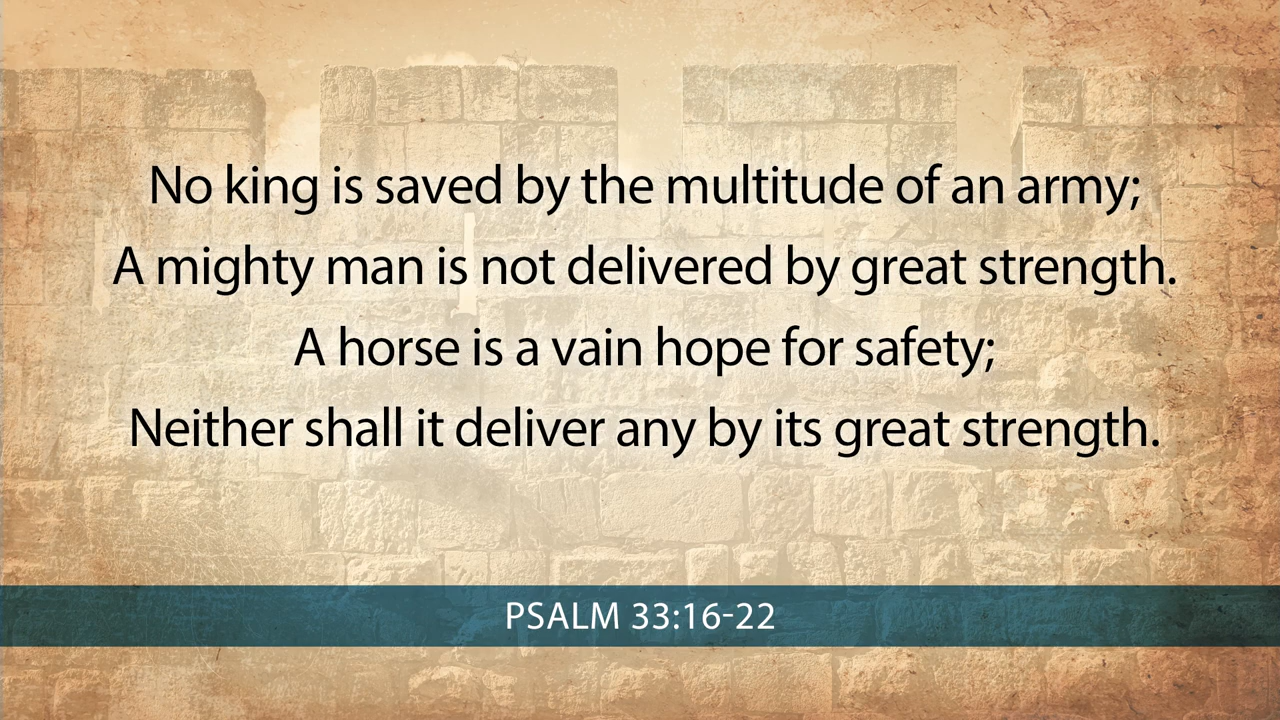 No king is saved by the multitude of an army;
A mighty man is not delivered by great strength.
A horse is a vain hope for safety;
Neither shall it deliver any by its great strength.
PSALM 33:16-22